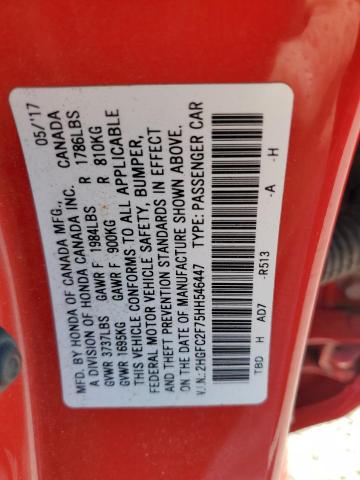 MFD. BY HONDA OF CANADA MFG., CANADA 05/'17
A DIVISION OF HONDA CANADA INC.
GVWR 3737LBS GAWR F 1984LBS R 1786LBS
GVWR 1695KG GAWR F 900KG R 810KG
THIS VEHICLE CONFORMS TO ALL APPLICABLE
FEDERAL MOTOR VEHICLE SAFETY, BUMPER,
AND THEFT PREVENTION STANDARDS IN EFFECT
ON THE DATE OF MANUFACTURE SHOWN ABOVE.
V.I.N.: 2HGFC2F75HH546447 TYPE: PASSENGER CAR
TBD H AD7 -R513 -A -H